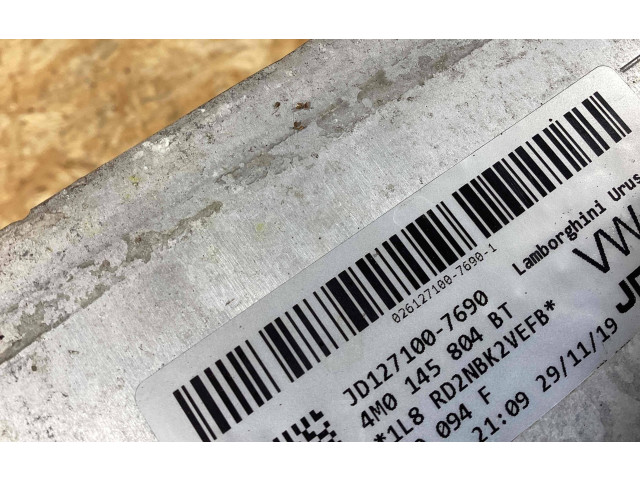 026127100-7690-1
Lamborghini Urus
JD127100-7690
4M0 145 804 BT
*1L8 RD2NBK2VEFB*
094 F
21:09 29/11/19
VW